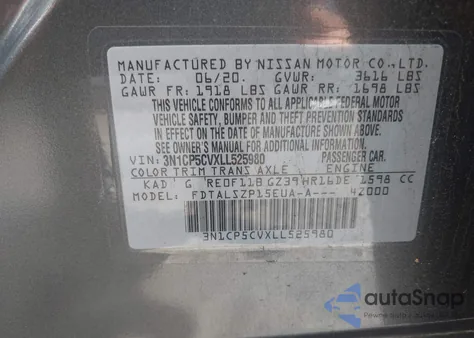 MANUFACTURED BY NISSAN MOTOR CO.,LTD.
DATE: 06/20. GVWR: 3616 LBS
GAWR FR: 1918 LBS GAWR RR: 1698 LBS
THIS VEHICLE CONFORMS TO ALL APPLICABLE FEDERAL MOTOR
VEHICLE SAFETY, BUMPER AND THEFT PREVENTION STANDARDS
IN EFFECT ON THE DATE OF MANUFACTURE SHOWN ABOVE.
SEE OWNER'S MANUAL FOR ADDITIONAL INFORMATION
VIN: 3N1CP5CVXLL525980 PASSENGER CAR.
COLOR TRIM TRANS AXLE ENGINE
KAD G RE0F11B GZ39 HR16DE 1598 CC
MODEL: FDTALSZP15EUA-A--- 42000
3N1CP5CVXLL525980
autoSnap